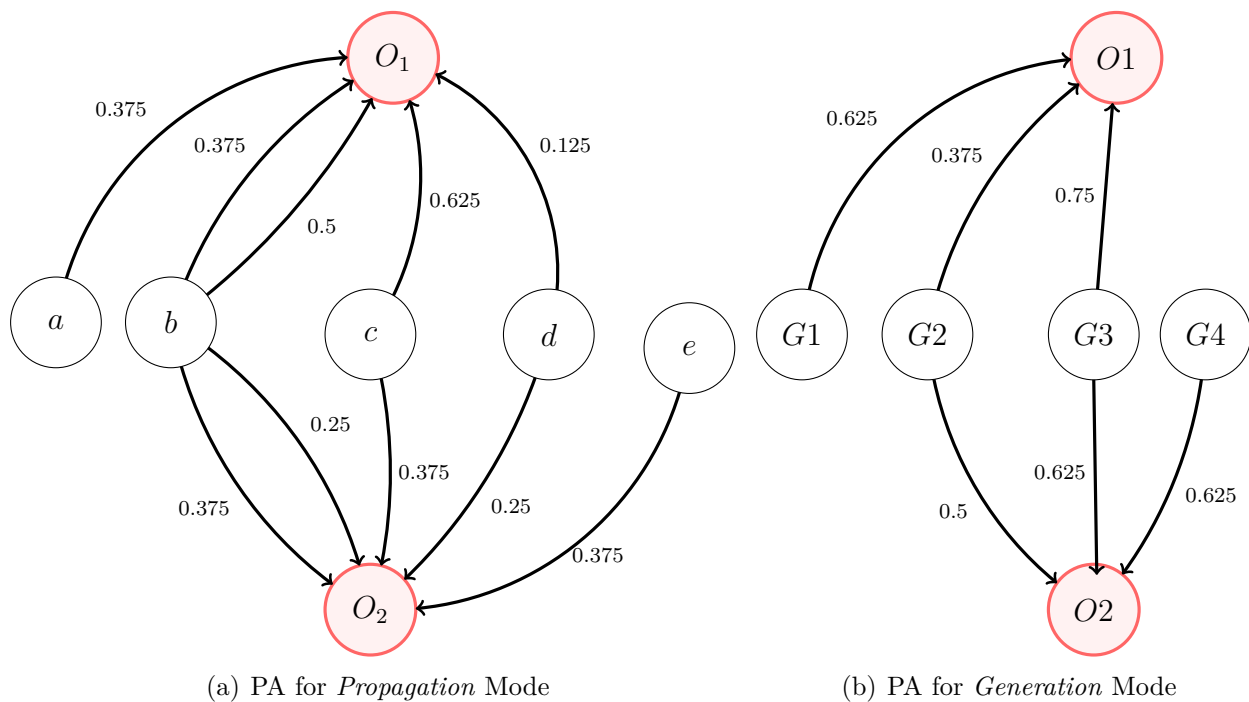 O₁
0.375
0.375
0.5
0.625
0.125
a
b
c
d
e
0.375
0.25
0.375
0.25
0.375
O₂
(a) PA for Propagation Mode
O1
0.625
0.375
0.75
G1
G2
G3
G4
0.5
0.625
0.625
O2
(b) PA for Generation Mode